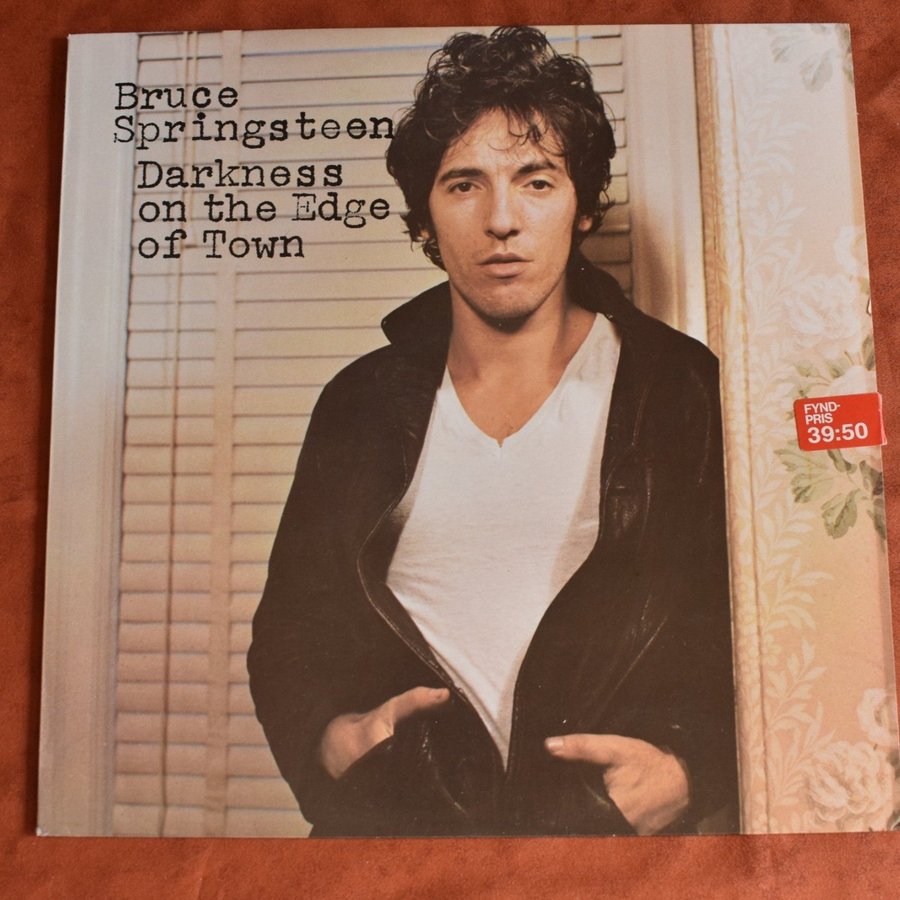 Bruce
Springsteen
Darkness
on the Edge
of Town
FYND-
PRIS
39:50